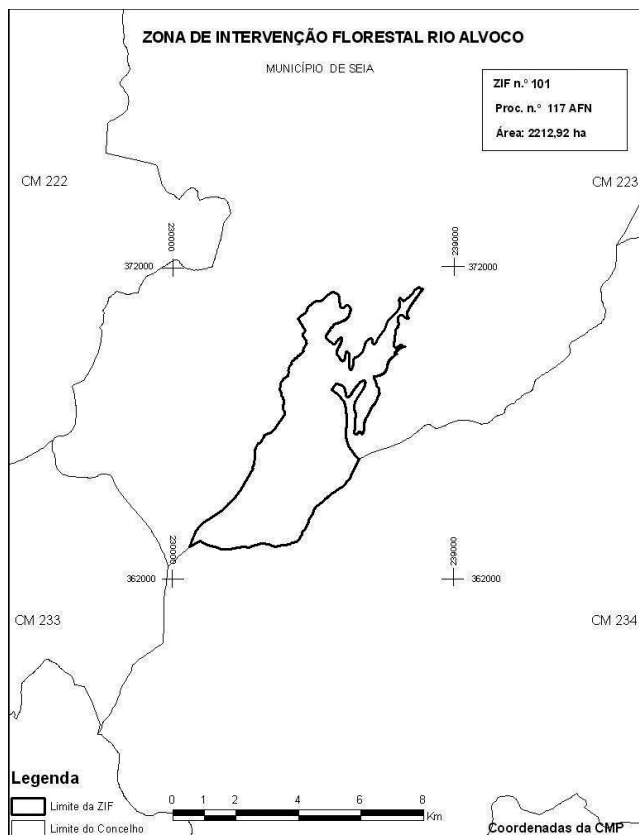 ZONA DE INTERVENÇÃO FLORESTAL RIO ALVOCO
MUNICÍPIO DE SEIA
ZIF n.º 101
Proc. n.º 117 AFN
Área: 2212,92 ha
CM 222
CM 223
230000
239000
372000
372000
230000
239000
362000
362000
CM 233
CM 234
Legenda
Limite da ZIF
Limite do Concelho
0 1 2 4 6 8
Km
Coordenadas da CMP